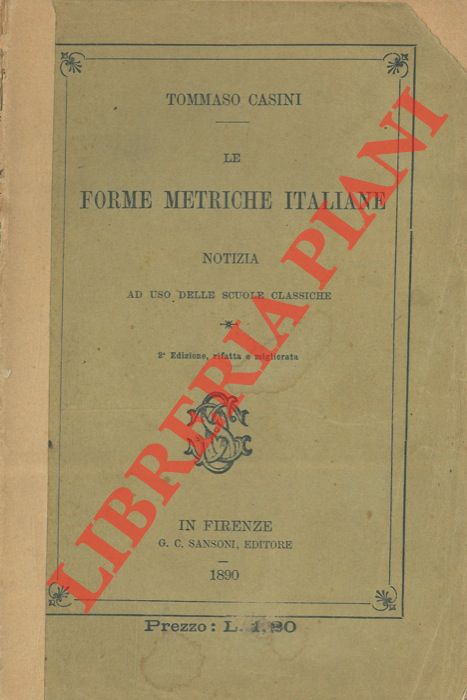 TOMMASO CASINI
LE
FORME METRICHE ITALIANE
NOTIZIA
AD USO DELLE SCUOLE CLASSICHE
2ª Edizione, rifatta e migliorata
IN FIRENZE
G. C. SANSONI, EDITORE
1890
Prezzo: L. 1,20
LIBRERIA PIANI